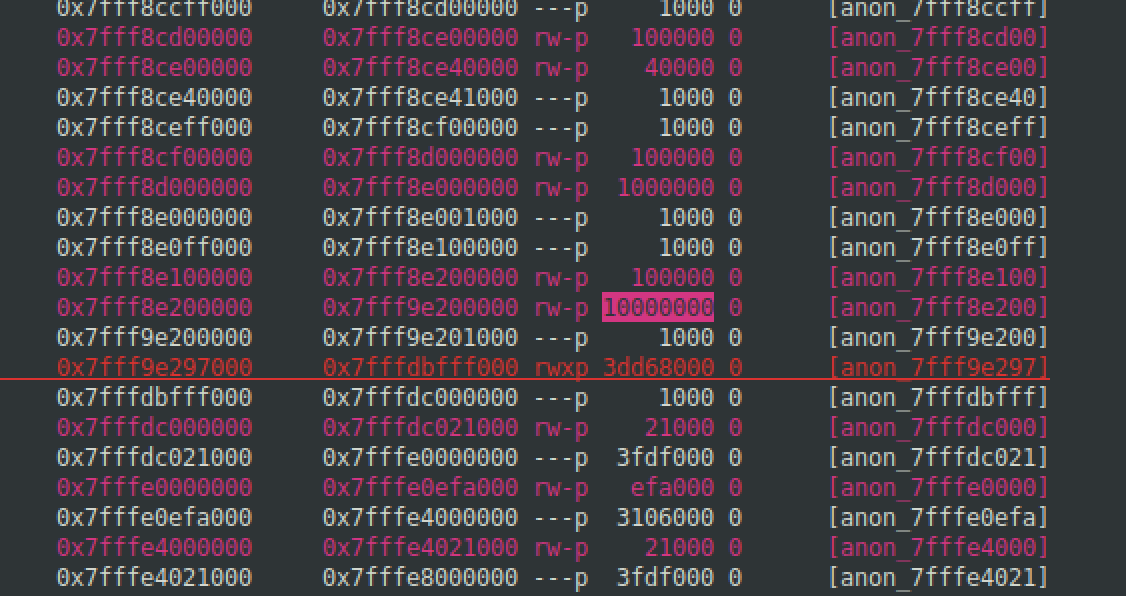 0x7fff8ccff000 0x7fff8cd00000 ---p 1000 0 [anon_7fff8ccff]
0x7fff8cd00000 0x7fff8ce00000 rw-p 100000 0 [anon_7fff8cd00]
0x7fff8ce00000 0x7fff8ce40000 rw-p 40000 0 [anon_7fff8ce00]
0x7fff8ce40000 0x7fff8ce41000 ---p 1000 0 [anon_7fff8ce40]
0x7fff8ceff000 0x7fff8cf00000 ---p 1000 0 [anon_7fff8ceff]
0x7fff8cf00000 0x7fff8d000000 rw-p 100000 0 [anon_7fff8cf00]
0x7fff8d000000 0x7fff8e000000 rw-p 1000000 0 [anon_7fff8d000]
0x7fff8e000000 0x7fff8e001000 ---p 1000 0 [anon_7fff8e000]
0x7fff8e0ff000 0x7fff8e100000 ---p 1000 0 [anon_7fff8e0ff]
0x7fff8e100000 0x7fff8e200000 rw-p 100000 0 [anon_7fff8e100]
0x7fff8e200000 0x7fff9e200000 rw-p 10000000 0 [anon_7fff8e200]
0x7fff9e200000 0x7fff9e201000 ---p 1000 0 [anon_7fff9e200]
0x7fff9e297000 0x7fffdbfff000 rwxp 3dd68000 0 [anon_7fff9e297]
0x7fffdbfff000 0x7fffdc000000 ---p 1000 0 [anon_7fffdbfff]
0x7fffdc000000 0x7fffdc021000 rw-p 21000 0 [anon_7fffdc000]
0x7fffdc021000 0x7fffe0000000 ---p 3fdf000 0 [anon_7fffdc021]
0x7fffe0000000 0x7fffe0efa000 rw-p efa000 0 [anon_7fffe0000]
0x7fffe0efa000 0x7fffe4000000 ---p 3106000 0 [anon_7fffe0efa]
0x7fffe4000000 0x7fffe4021000 rw-p 21000 0 [anon_7fffe4000]
0x7fffe4021000 0x7fffe8000000 ---p 3fdf000 0 [anon_7fffe4021]